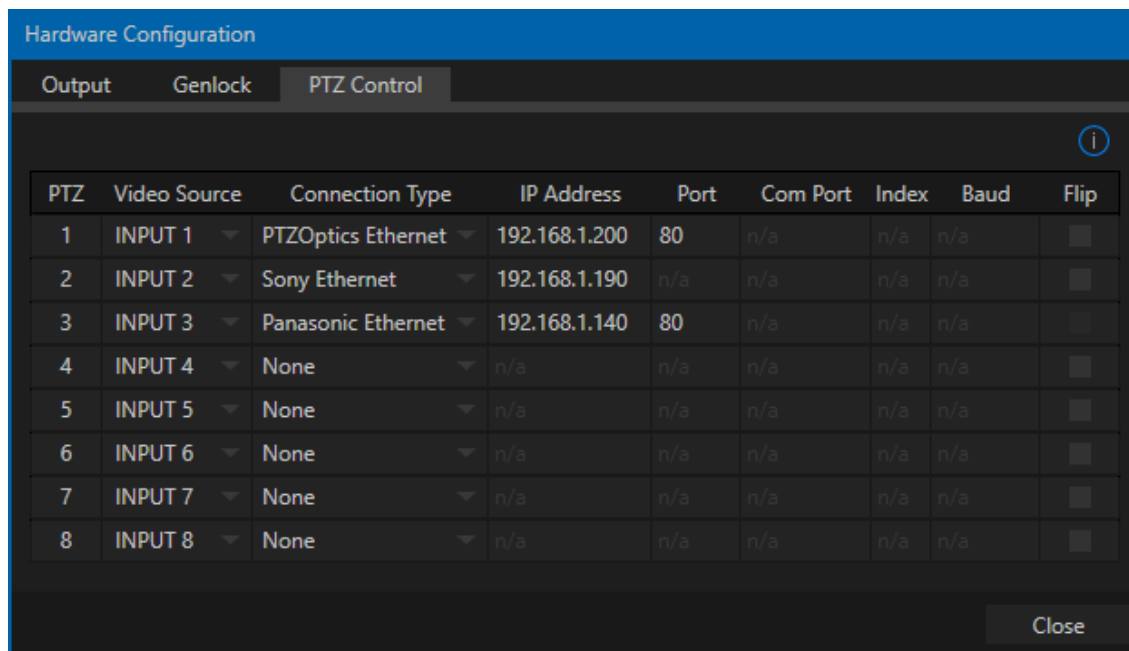 Hardware Configuration
Output Genlock PTZ Control
i
PTZ Video Source Connection Type IP Address Port Com Port Index Baud Flip
1 INPUT 1 PTZOptics Ethernet 192.168.1.200 80 n/a n/a n/a
2 INPUT 2 Sony Ethernet 192.168.1.190 n/a n/a n/a n/a
3 INPUT 3 Panasonic Ethernet 192.168.1.140 80 n/a n/a n/a
4 INPUT 4 None n/a n/a n/a n/a n/a
5 INPUT 5 None n/a n/a n/a n/a n/a
6 INPUT 6 None n/a n/a n/a n/a n/a
7 INPUT 7 None n/a n/a n/a n/a n/a
8 INPUT 8 None n/a n/a n/a n/a n/a
Close